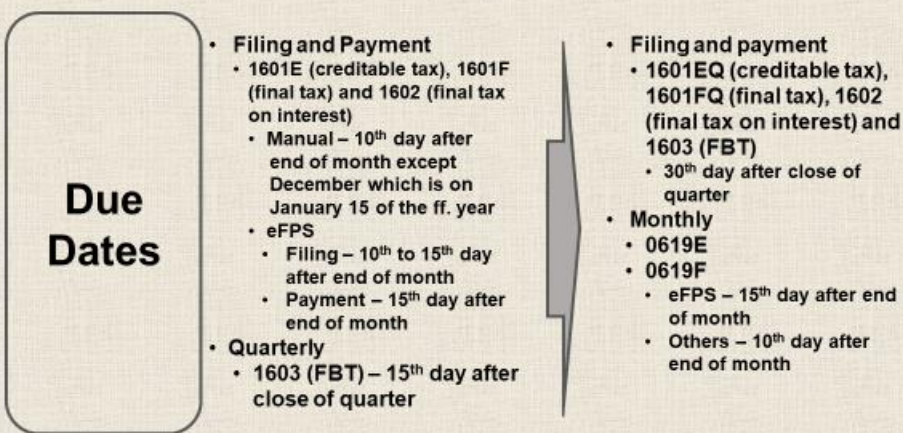 Due
Dates
• Filing and Payment
• 1601E (creditable tax), 1601F
(final tax) and 1602 (final tax
on interest)
• Manual – 10th day after
end of month except
December which is on
January 15 of the ff. year
• eFPS
• Filing – 10th to 15th day
after end of month
• Payment – 15th day after
end of month
• Quarterly
• 1603 (FBT) – 15th day after
close of quarter
• Filing and payment
• 1601EQ (creditable tax),
1601FQ (final tax), 1602
(final tax on interest) and
1603 (FBT)
• 30th day after close of
quarter
• Monthly
• 0619E
• 0619F
• eFPS – 15th day after end
of month
• Others – 10th day after
end of month